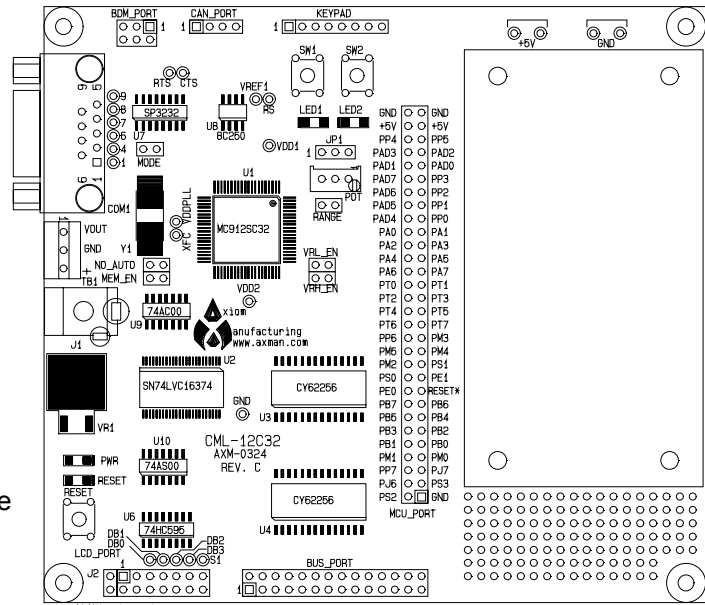 BDM_PORT
1
CAN_PORT
1
KEYPAD
1
+5V
GND
SW1
SW2
RTS CTS
VREF1
RS
LED1
LED2
9
5
9
8
7
6
4
1
6
1
SP3232
U7
U8
BC250
VDD1
MODE
JP1
1
1
POT
RANGE
COM1
U1
MC912SC32
VDDPLL
XFC
Y1
1
VOUT
GND
+
TB1
NO_AUTO
MEM_EN
VRL_EN
VRH_EN
VDD2
74AC00
U9
J1
Axiom
Manufacturing
www.axman.com
U2
SN74LVC16374
CY62256
U3
GND
VR1
U10
74AS00
CML-12C32
AXM-0324
REV. C
PWR
RESET
RESET
e
CY62256
U4
U6
74HC595
LCD_PORT
DB1
DB0
DB2
DB3
S1
J2
1
BUS_PORT
1
GND GND
+5V +5V
PP4 PP5
PAD3 PAD2
PAD1 PAD0
PAD7 PP3
PAD6 PP2
PAD5 PP1
PAD4 PP0
PA0 PA1
PA2 PA3
PA4 PA5
PA6 PA7
PT0 PT1
PT2 PT3
PT4 PT5
PT6 PT7
PP6 PM3
PM5 PM4
PM2 PS1
PS0 PE1
PE0 RESET*
PB7 PB6
PB5 PB4
PB3 PB2
PB1 PB0
PM1 PM0
PP7 PJ7
PJ6 PS3
PS2 GND
MCU_PORT